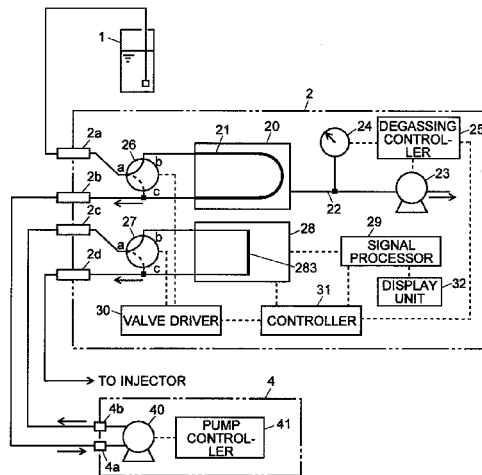 1
2
2a
26
21
20
24
DEGASSING
CONTROL-
LER
25
a
b
c
2b
23
22
2c
27
28
29
a
b
c
SIGNAL
PROCESSOR
2d
283
31
DISPLAY
UNIT
32
30
VALVE DRIVER
CONTROLLER
TO INJECTOR
4
4b
40
PUMP
CONTROL-
LER
41
4a